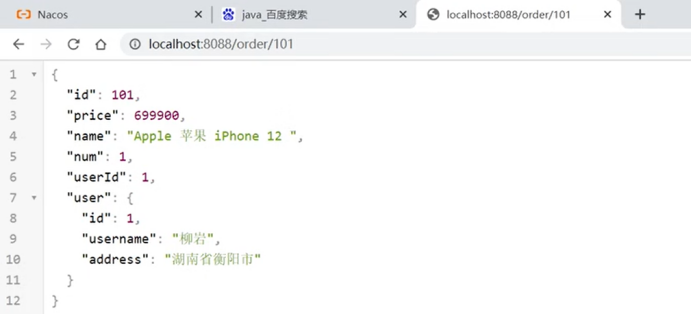 Nacos
java_百度搜索
localhost:8088/order/101
localhost:8088/order/101
1 {
2 "id": 101,
3 "price": 699900,
4 "name": "Apple 苹果 iPhone 12 ",
5 "num": 1,
6 "userId": 1,
7 "user": {
8 "id": 1,
9 "username": "柳岩",
10 "address": "湖南省衡阳市"
11 }
12 }